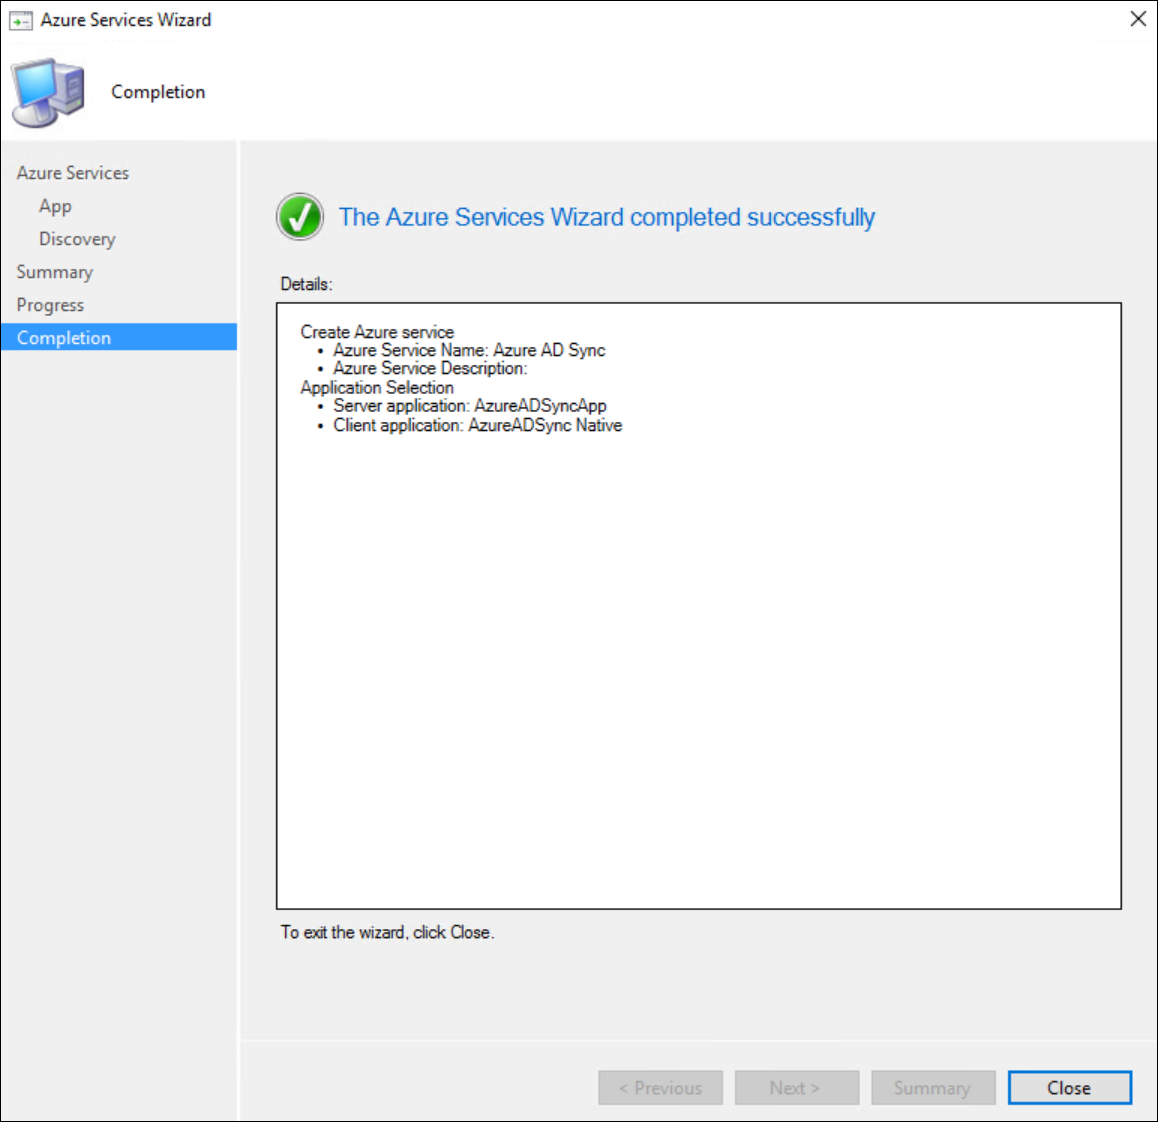 Azure Services Wizard
Completion
Azure Services
App
Discovery
Summary
Progress
Completion
The Azure Services Wizard completed successfully
Details:
Create Azure service
• Azure Service Name: Azure AD Sync
• Azure Service Description:
Application Selection
• Server application: AzureADSyncApp
• Client application: AzureADSync Native
To exit the wizard, click Close.
< Previous
Next >
Summary
Close